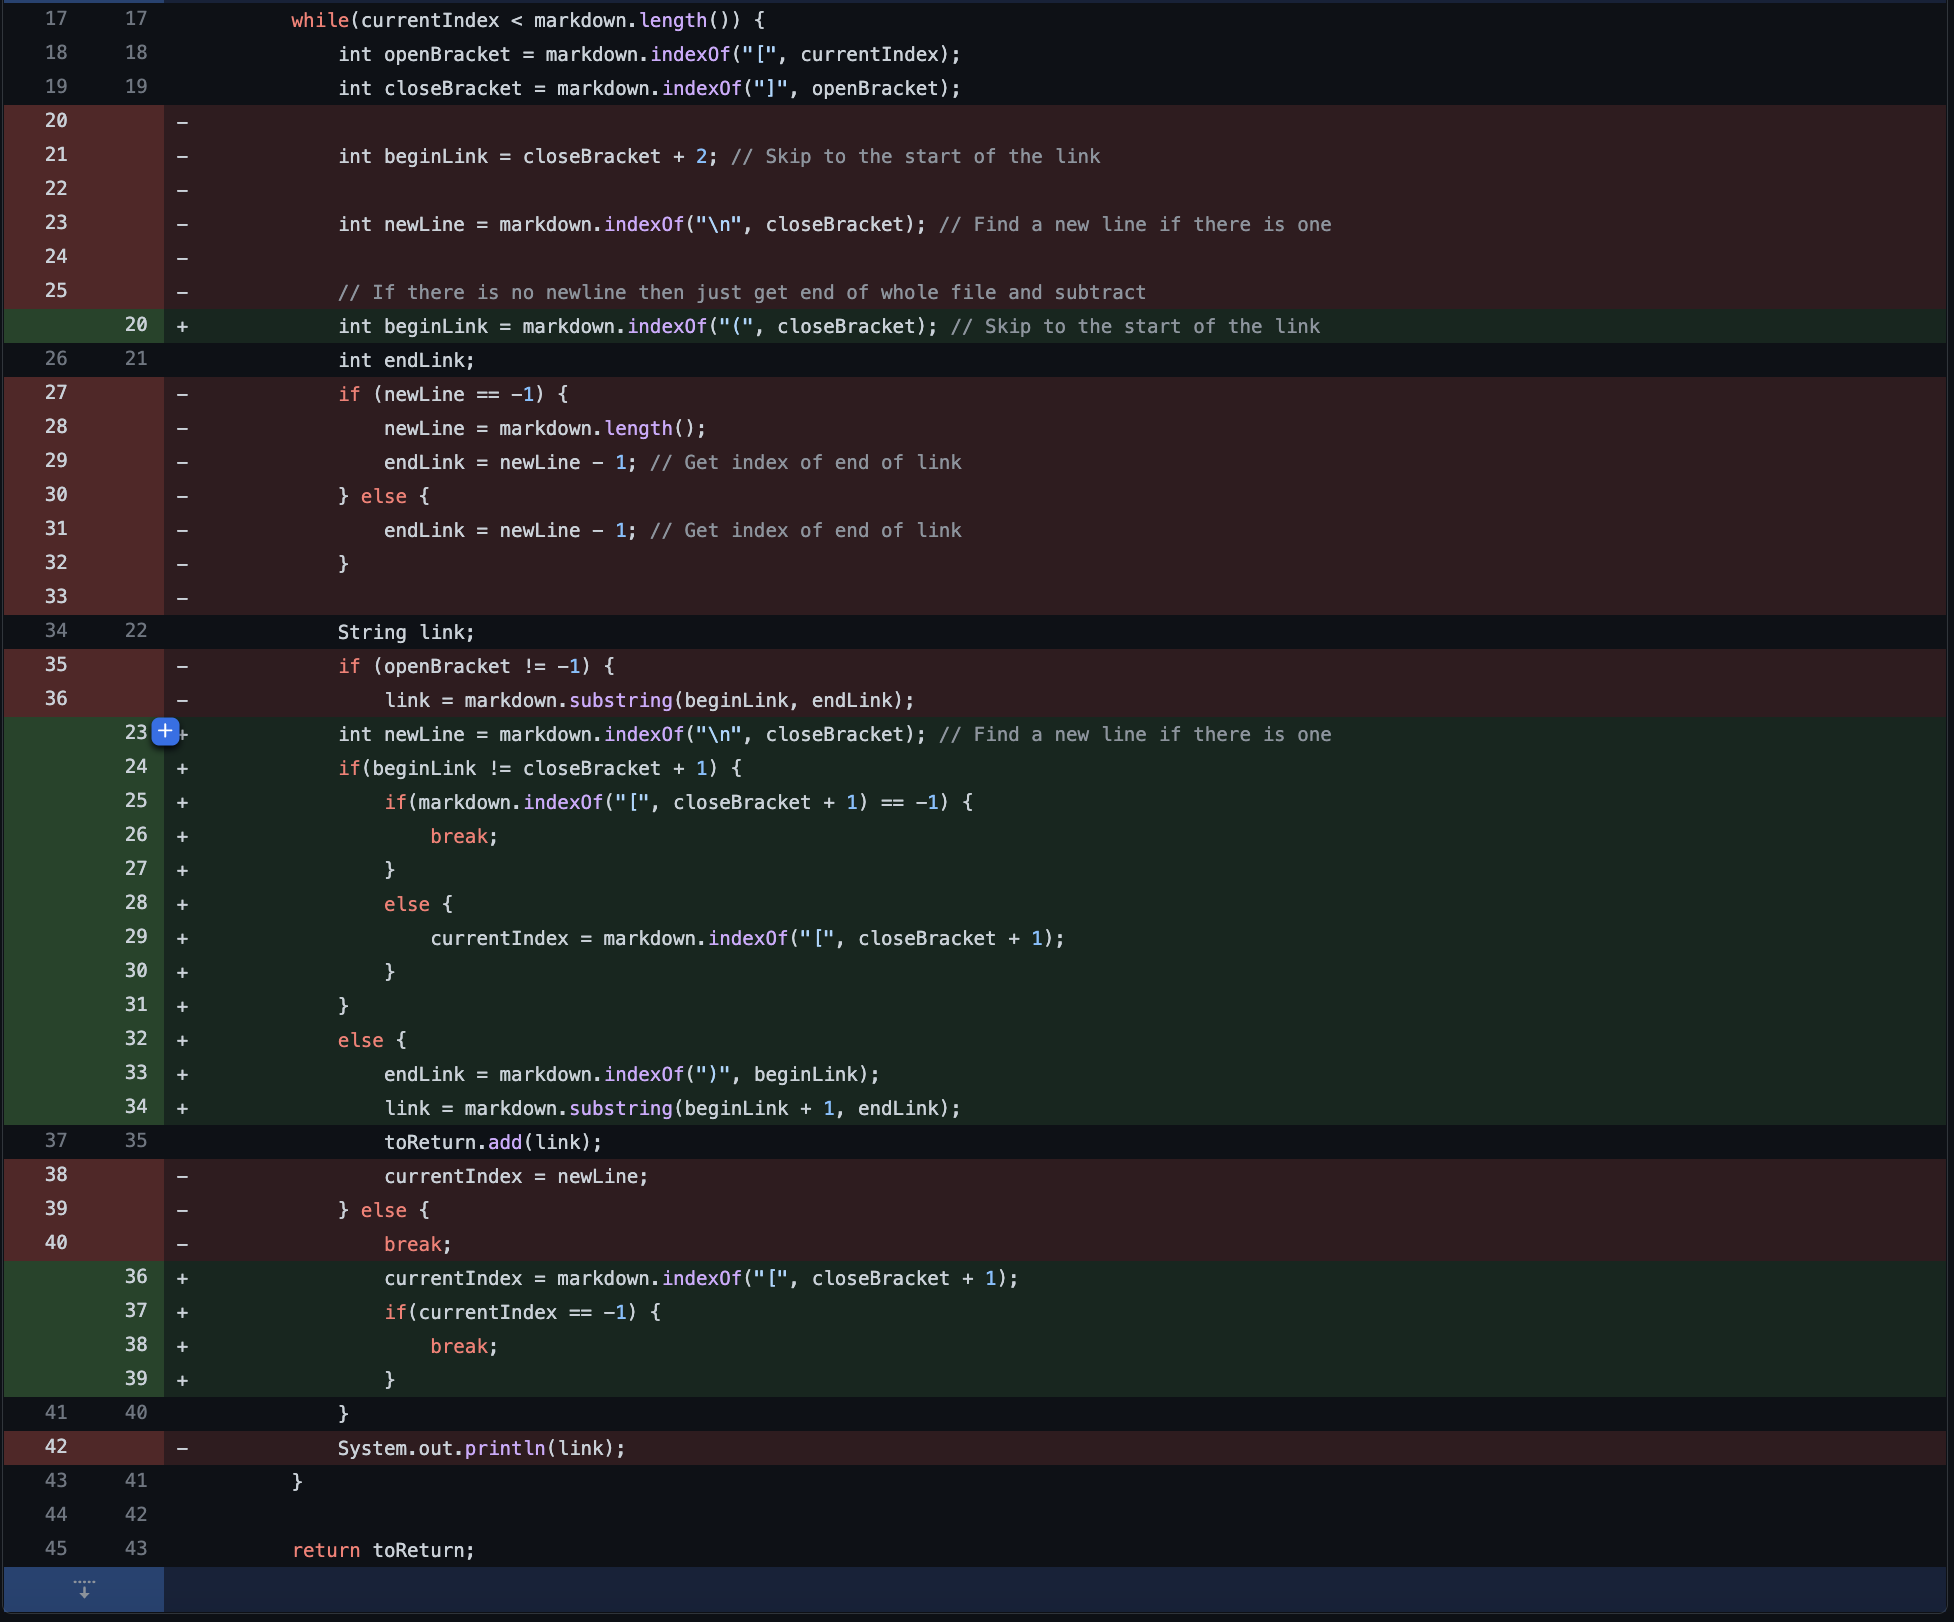 17 17 while(currentIndex < markdown.length()) {
18 18 int openBracket = markdown.indexOf("[", currentIndex);
19 19 int closeBracket = markdown.indexOf("]", openBracket);
20 −
21 − int beginLink = closeBracket + 2; // Skip to the start of the link
22 −
23 − int newLine = markdown.indexOf("\n", closeBracket); // Find a new line if there is one
24 −
25 − // If there is no newline then just get end of whole file and subtract
20 + int beginLink = markdown.indexOf("(", closeBracket); // Skip to the start of the link
26 21 int endLink;
27 − if (newLine == −1) {
28 − newLine = markdown.length();
29 − endLink = newLine − 1; // Get index of end of link
30 − } else {
31 − endLink = newLine − 1; // Get index of end of link
32 − }
33 −
34 22 String link;
35 − if (openBracket != −1) {
36 − link = markdown.substring(beginLink, endLink);
23 + int newLine = markdown.indexOf("\n", closeBracket); // Find a new line if there is one
24 + if(beginLink != closeBracket + 1) {
25 + if(markdown.indexOf("[", closeBracket + 1) == −1) {
26 + break;
27 + }
28 + else {
29 + currentIndex = markdown.indexOf("[", closeBracket + 1);
30 + }
31 + }
32 + else {
33 + endLink = markdown.indexOf(")", beginLink);
34 + link = markdown.substring(beginLink + 1, endLink);
37 35 toReturn.add(link);
38 − currentIndex = newLine;
39 − } else {
40 − break;
36 + currentIndex = markdown.indexOf("[", closeBracket + 1);
37 + if(currentIndex == −1) {
38 + break;
39 + }
41 40 }
42 − System.out.println(link);
43 41 }
44 42
45 43 return toReturn;